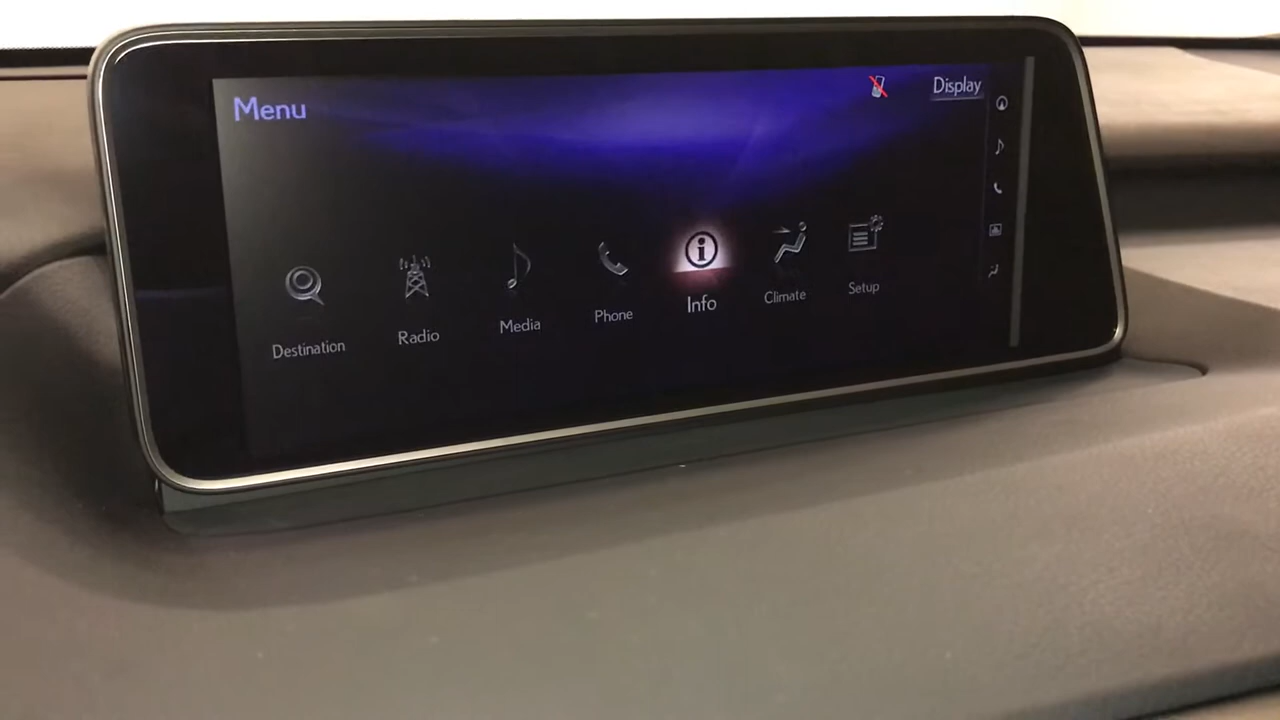 Menu
Display
Destination
Radio
Media
Phone
Info
Climate
Setup